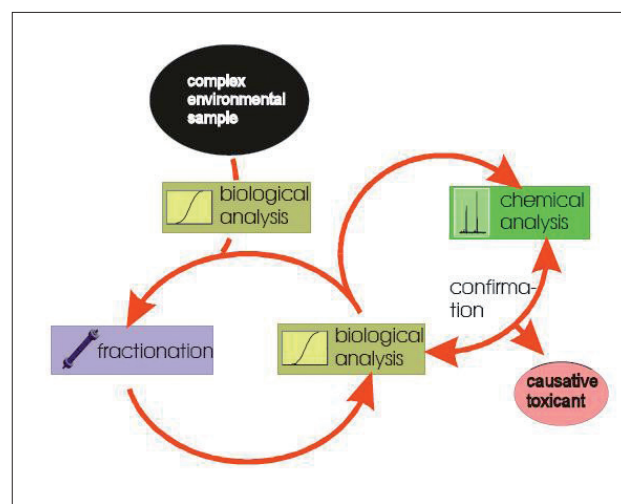 complex
environmental
sample
biological
analysis
chemical
analysis
confirma-
tion
fractionation
biological
analysis
causative
toxicant